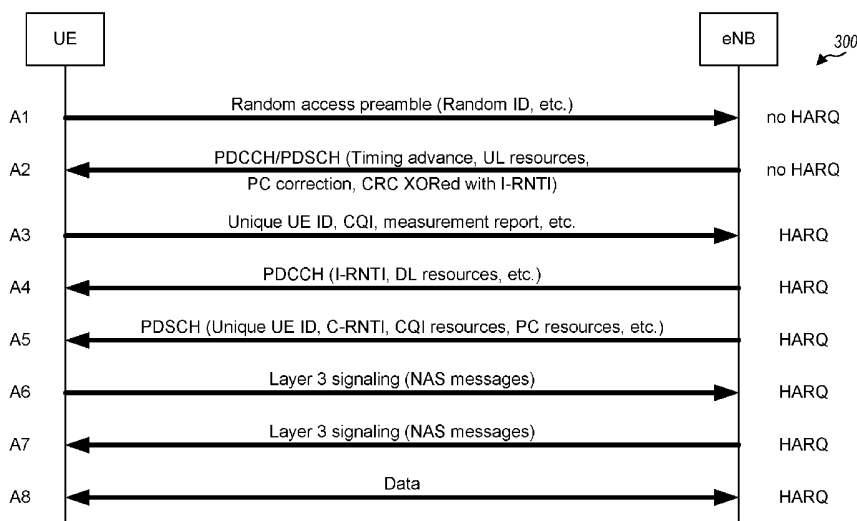 UE
eNB
300
A1
Random access preamble (Random ID, etc.)
no HARQ
A2
PDCCH/PDSCH (Timing advance, UL resources,
PC correction, CRC XORed with I-RNTI)
no HARQ
A3
Unique UE ID, CQI, measurement report, etc.
HARQ
A4
PDCCH (I-RNTI, DL resources, etc.)
HARQ
A5
PDSCH (Unique UE ID, C-RNTI, CQI resources, PC resources, etc.)
HARQ
A6
Layer 3 signaling (NAS messages)
HARQ
A7
Layer 3 signaling (NAS messages)
HARQ
A8
Data
HARQ